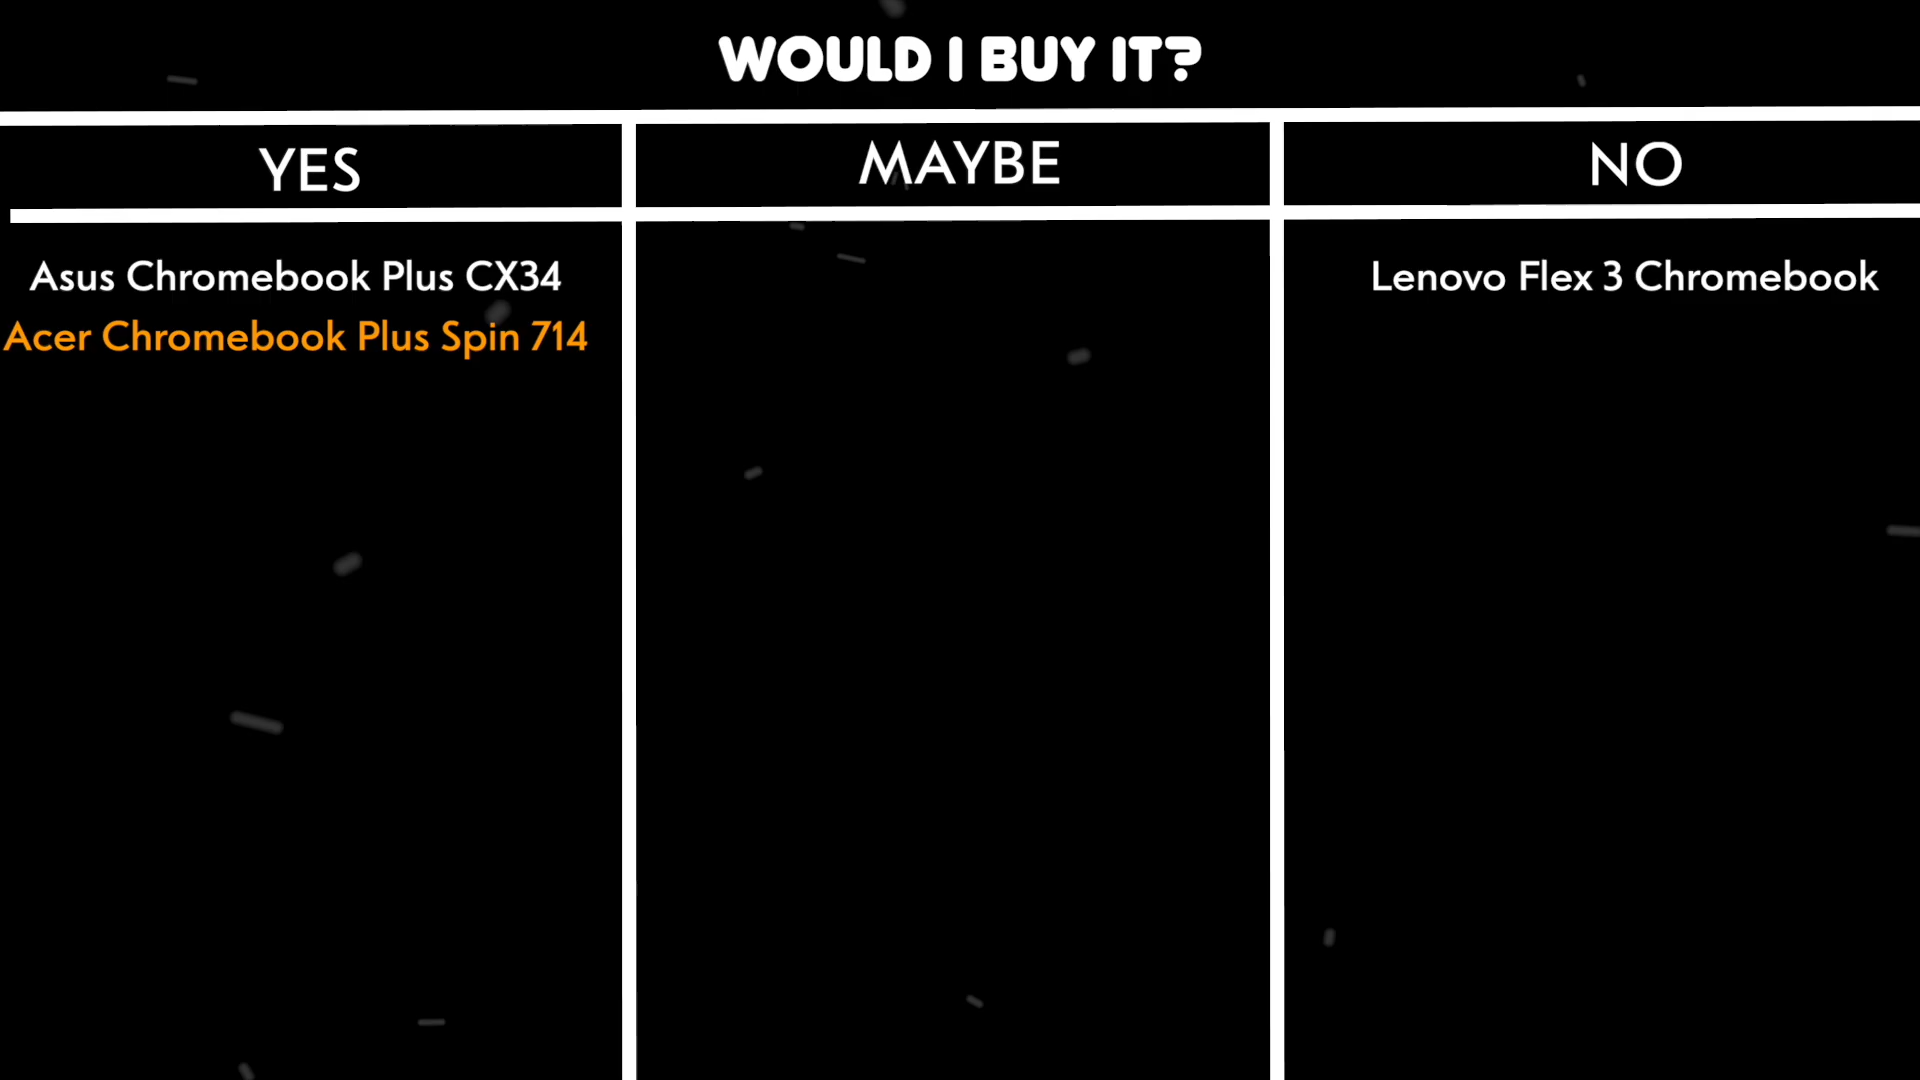 WOULD I BUY IT?
YES
MAYBE
NO
Asus Chromebook Plus CX34
Acer Chromebook Plus Spin 714
Lenovo Flex 3 Chromebook